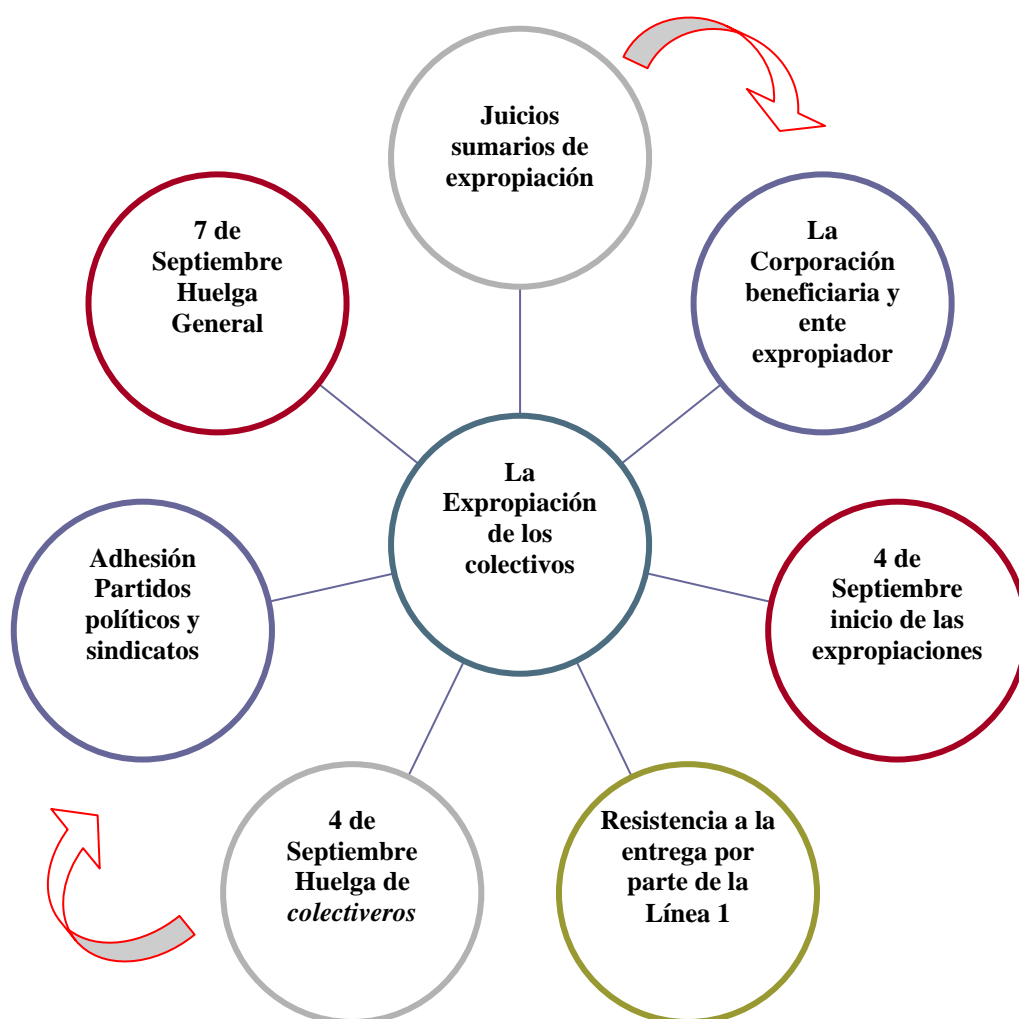 Juicios
sumarios de
expropiación
La
Corporación
beneficiaria y
ente
expropiador
4 de
Septiembre
inicio de las
expropiaciones
Resistencia a la
entrega por
parte de la
Línea 1
4 de
Septiembre
Huelga de
colectiveros
Adhesión
Partidos
políticos y
sindicatos
7 de
Septiembre
Huelga
General
La
Expropiación
de los
colectivos